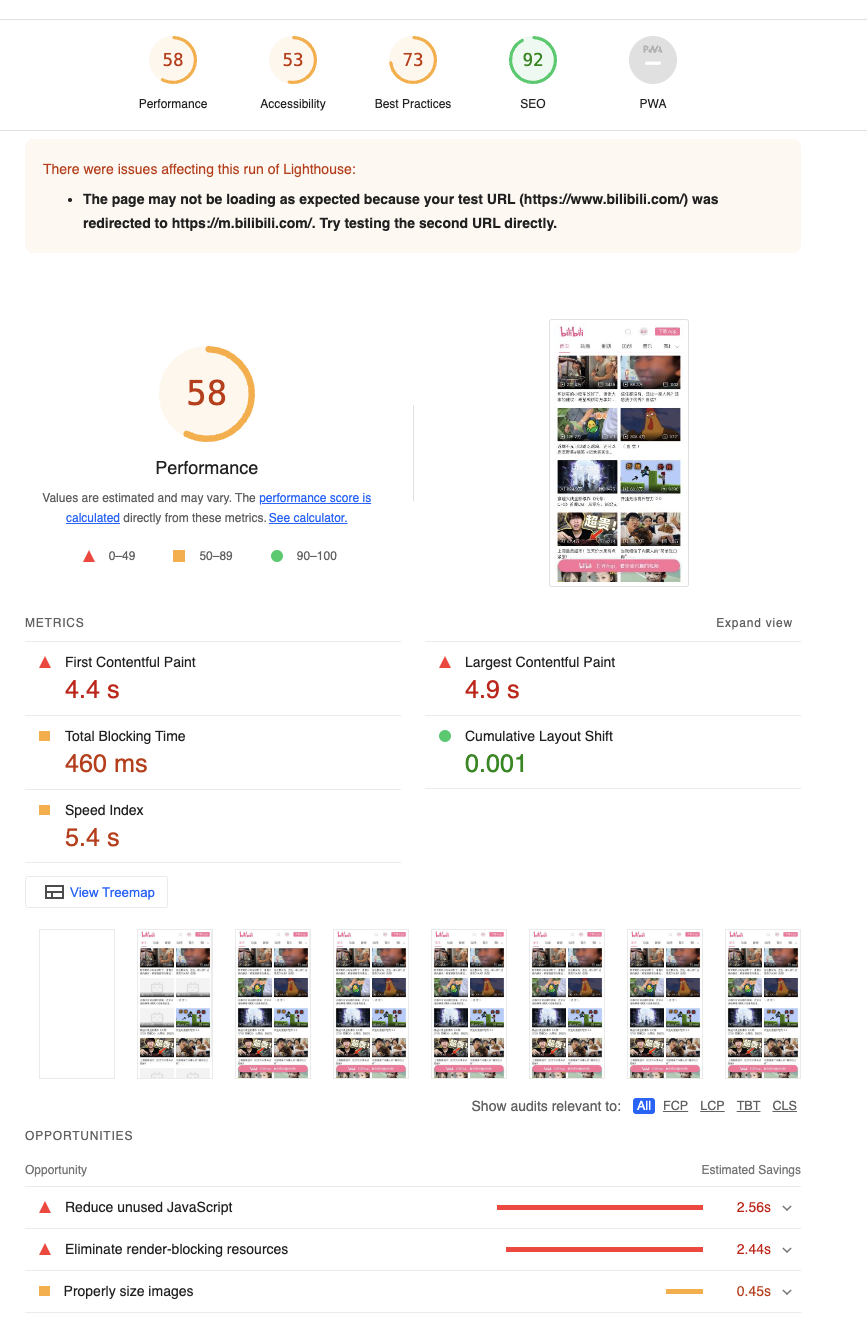 58
53
73
92
PWA
Performance
Accessibility
Best Practices
SEO
PWA
There were issues affecting this run of Lighthouse:
• The page may not be loading as expected because your test URL (https://www.bilibili.com/) was
redirected to https://m.bilibili.com/. Try testing the second URL directly.
58
Performance
Values are estimated and may vary. The performance score is
calculated directly from these metrics. See calculator.
0–49
50–89
90–100
bilibili
METRICS
Expand view
First Contentful Paint
4.4 s
Largest Contentful Paint
4.9 s
Total Blocking Time
460 ms
Cumulative Layout Shift
0.001
Speed Index
5.4 s
View Treemap
Show audits relevant to: All FCP LCP TBT CLS
OPPORTUNITIES
Opportunity
Estimated Savings
Reduce unused JavaScript
2.56s
Eliminate render-blocking resources
2.44s
Properly size images
0.45s